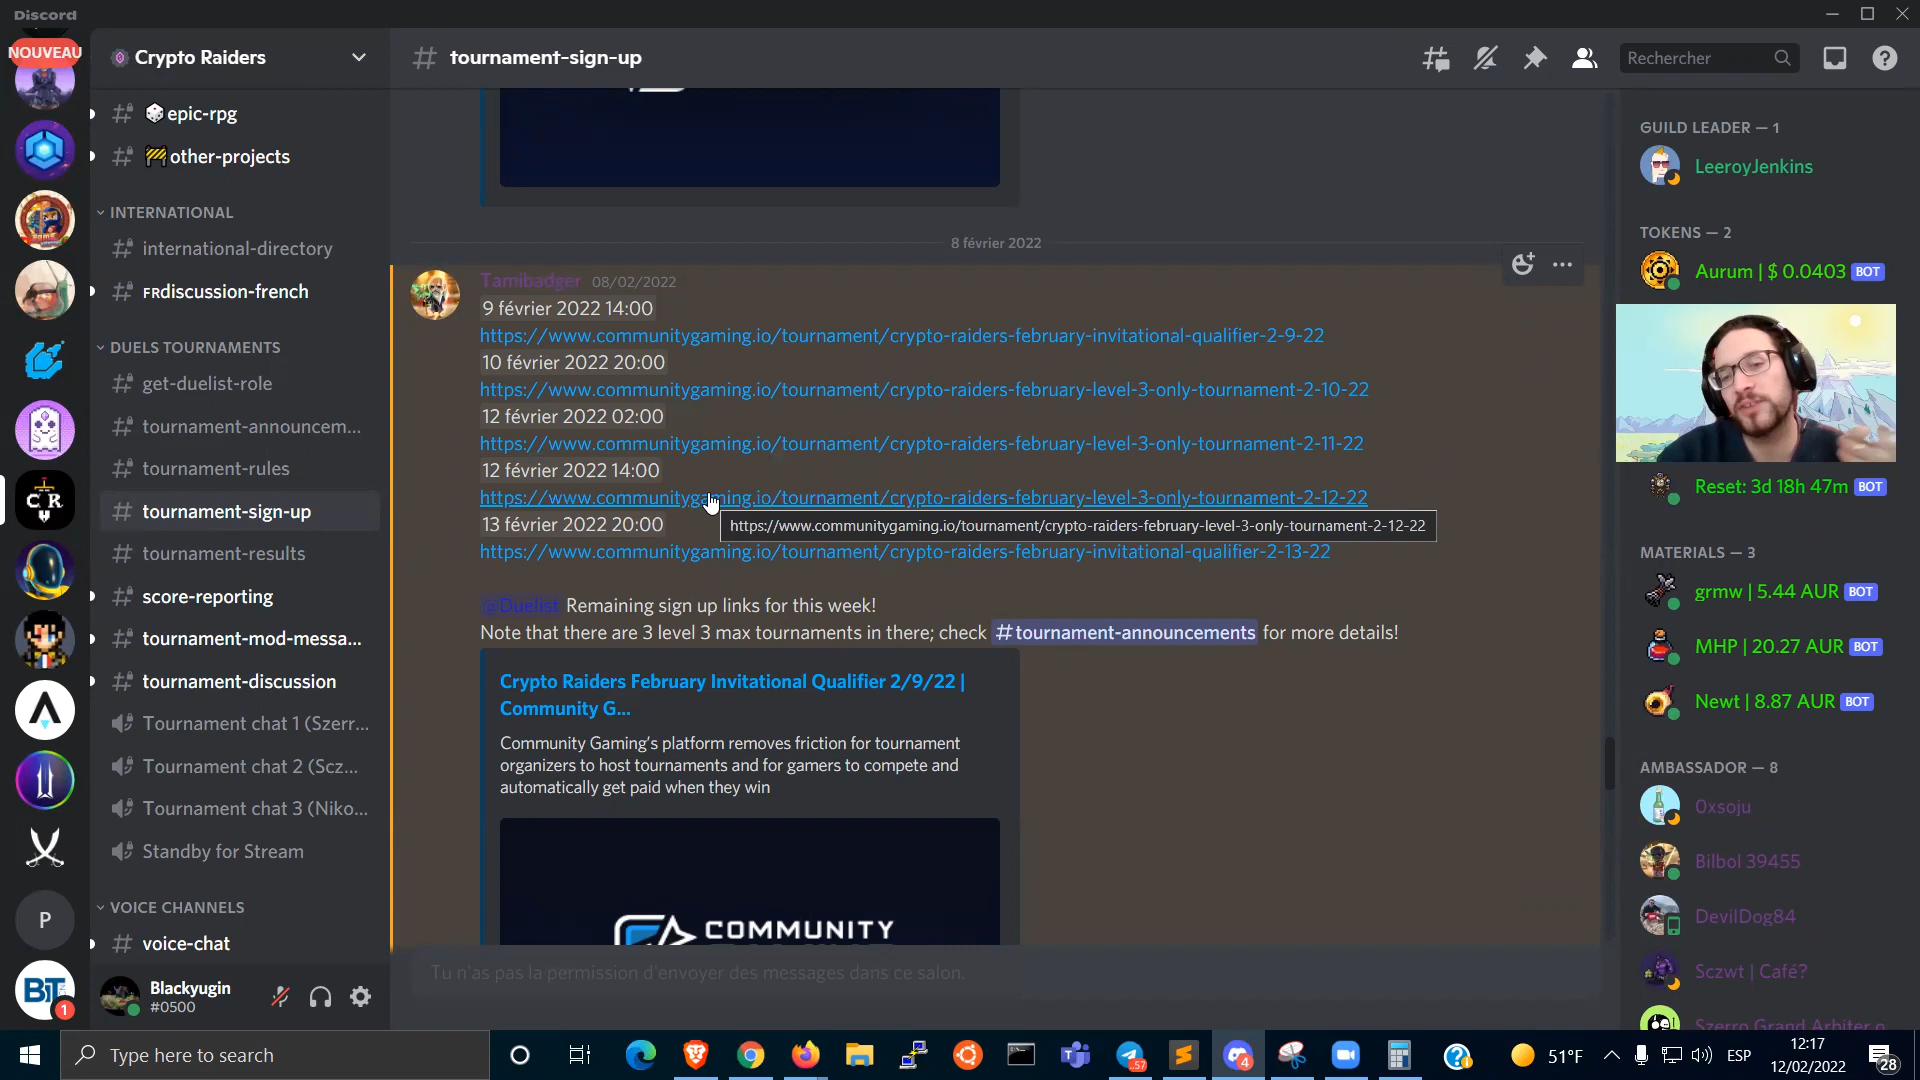 Discord
NOUVEAU
Crypto Raiders
tournament-sign-up
Rechercher
epic-rpg
other-projects
INTERNATIONAL
international-directory
FRdiscussion-french
DUELS TOURNAMENTS
get-duelist-role
tournament-announcem...
tournament-rules
tournament-sign-up
tournament-results
score-reporting
tournament-mod-messa...
tournament-discussion
Tournament chat 1 (Szerr...
Tournament chat 2 (Scz...
Tournament chat 3 (Niko...
Standby for Stream
VOICE CHANNELS
voice-chat
CR
P
BT
1
Blackyugin
#0500
8 février 2022
Tamibadger 08/02/2022
9 février 2022 14:00
https://www.communitygaming.io/tournament/crypto-raiders-february-invitational-qualifier-2-9-22
10 février 2022 20:00
https://www.communitygaming.io/tournament/crypto-raiders-february-level-3-only-tournament-2-10-22
12 février 2022 02:00
https://www.communitygaming.io/tournament/crypto-raiders-february-level-3-only-tournament-2-11-22
12 février 2022 14:00
https://www.communitygaming.io/tournament/crypto-raiders-february-level-3-only-tournament-2-12-22
13 février 2022 20:00
https://www.communitygaming.io/tournament/crypto-raiders-february-level-3-only-tournament-2-12-22
https://www.communitygaming.io/tournament/crypto-raiders-february-invitational-qualifier-2-13-22
@Duelist Remaining sign up links for this week!
Note that there are 3 level 3 max tournaments in there; check #tournament-announcements for more details!
Crypto Raiders February Invitational Qualifier 2/9/22 |
Community G...
Community Gaming's platform removes friction for tournament
organizers to host tournaments and for gamers to compete and
automatically get paid when they win
COMMUNITY
Tu n'as pas la permission d'envoyer des messages dans ce salon.
GUILD LEADER — 1
LeeroyJenkins
TOKENS — 2
Aurum | $ 0.0403 BOT
Reset: 3d 18h 47m BOT
MATERIALS — 3
grmw | 5.44 AUR BOT
MHP | 20.27 AUR BOT
Newt | 8.87 AUR BOT
AMBASSADOR — 8
0xsoju
Bilbol 39455
DevilDog84
Sczwt | Café?
Szerro Grand Arbiter o
Type here to search
57
4
51°F
ESP
12:17
12/02/2022
28